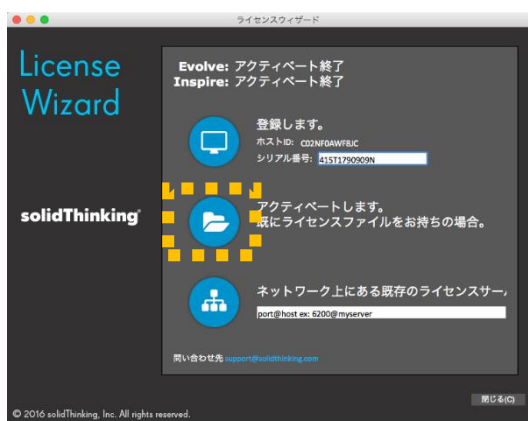 ライセンスウィザード
License
Wizard
solidThinking
Evolve: アクティベート終了
Inspire: アクティベート終了
登録します。
ホストID: C02NF0AWF8JC
シリアル番号: 415T1790909N
アクティベートします。
既にライセンスファイルをお持ちの場合。
ネットワーク上にある既存のライセンスサー
port@host ex: 6200@myserver
問い合わせ先 support@solidthinking.com
閉じる(C)
© 2016 solidThinking, Inc. All rights reserved.